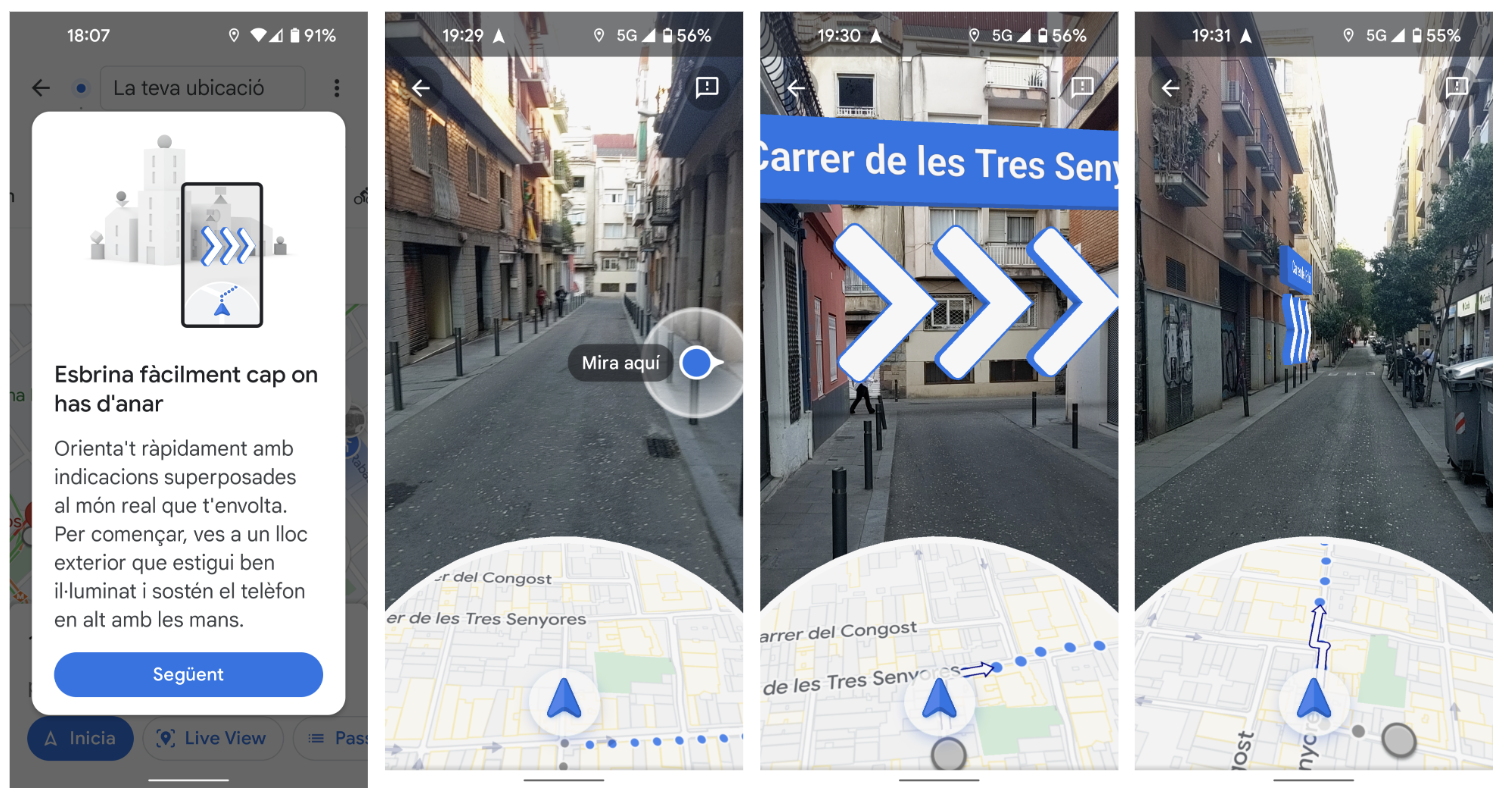 18:07
91%
La teva ubicació
Esbrina fàcilment cap on
has d'anar
Orienta't ràpidament amb
indicacions superposades
al món real que t'envolta.
Per començar, ves a un lloc
exterior que estigui ben
il·luminat i sostén el telèfon
en alt amb les mans.
Següent
Inicia
Live View
Pass
19:29
5G
56%
Mira aquí
er del Congost
er de les Tres Senyores
19:30
5G
56%
Carrer de les Tres Seny
arrer del Congost
de les Tres Senyores
19:31
5G
55%
gost
nyore